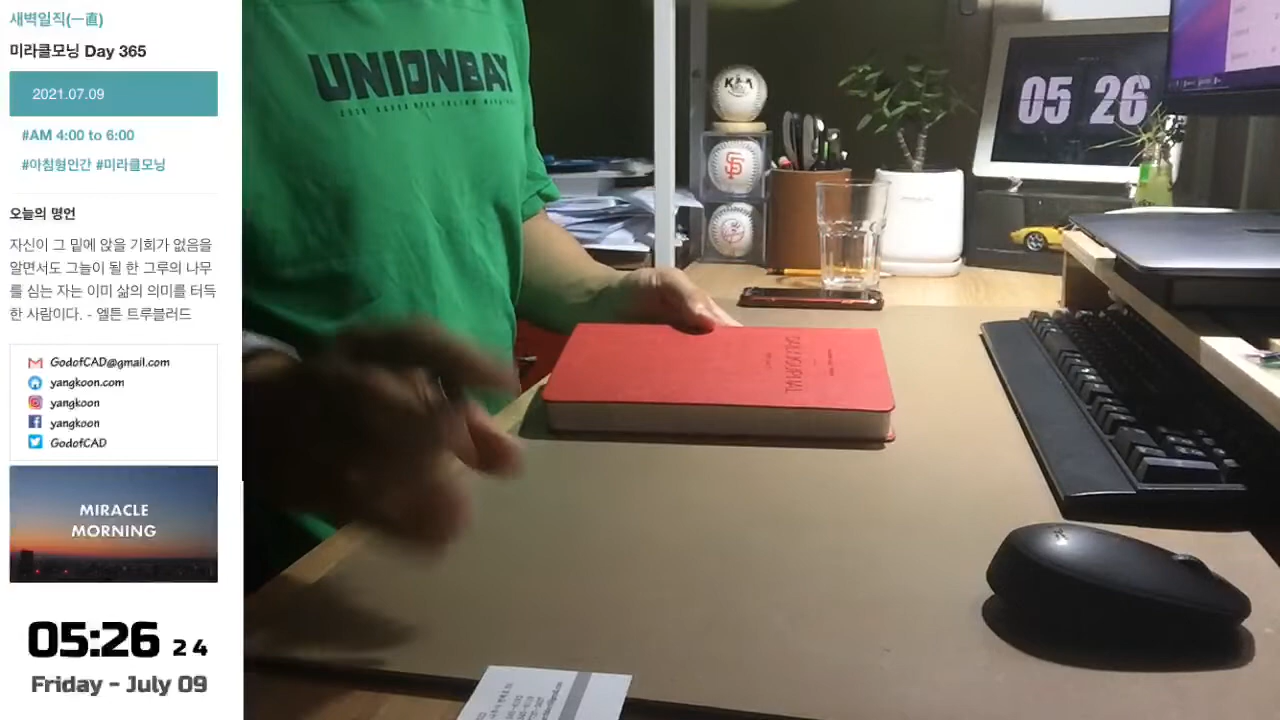 새벽일직(一直)
미라클모닝 Day 365
2021.07.09
#AM 4:00 to 6:00
#아침형인간 #미라클모닝
오늘의 명언
자신이 그 밑에 앉을 기회가 없음을
알면서도 그늘이 될 한 그루의 나무
를 심는 자는 이미 삶의 의미를 터득
한 사람이다. - 엘튼 트루블러드
GodofCAD@gmail.com
yangkoon.com
yangkoon
yangkoon
GodofCAD
MIRACLE
MORNING
05:26 24
Friday - July 09
UNIONBAY
05 26
SF